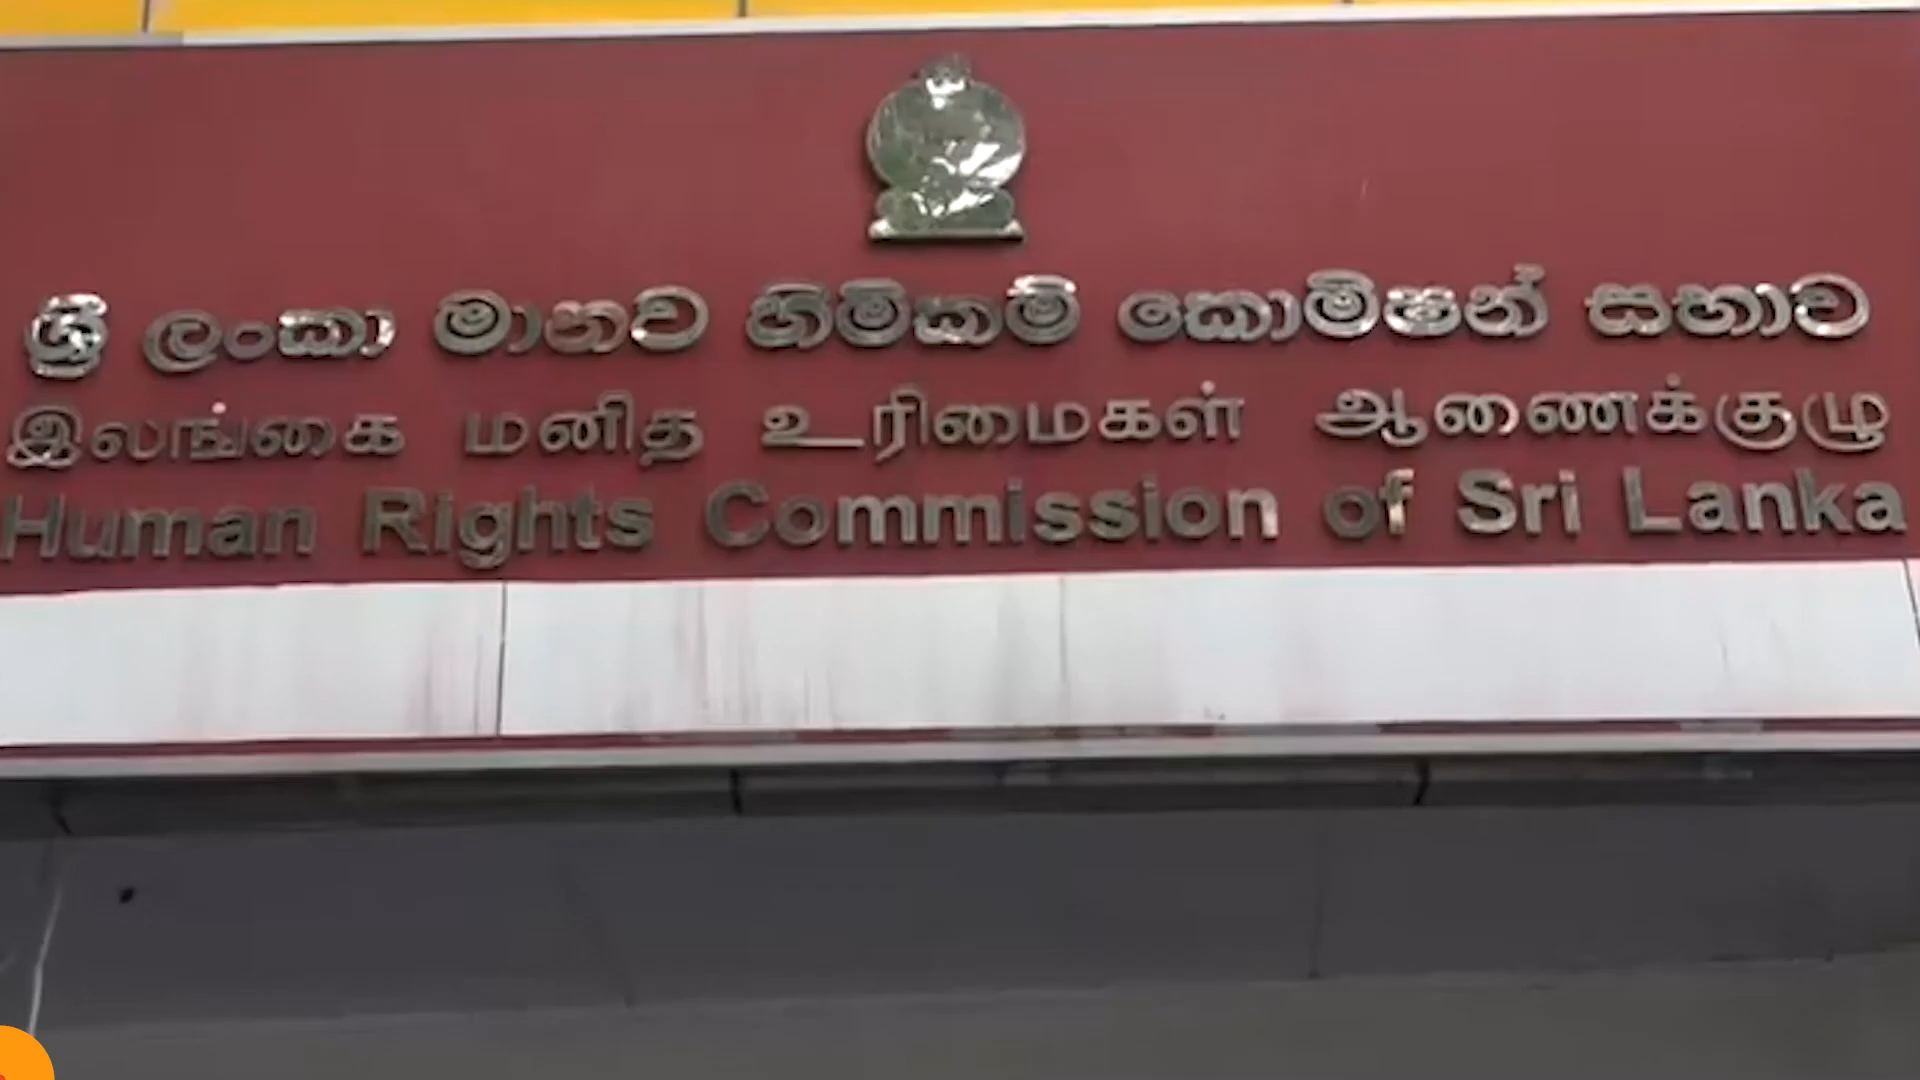 ශ්‍රී ලංකා මානව හිමිකම් කොමිෂන් සභාව
இலங்கை மனித உரிமைகள் ஆணைக்குழு
Human Rights Commission of Sri Lanka